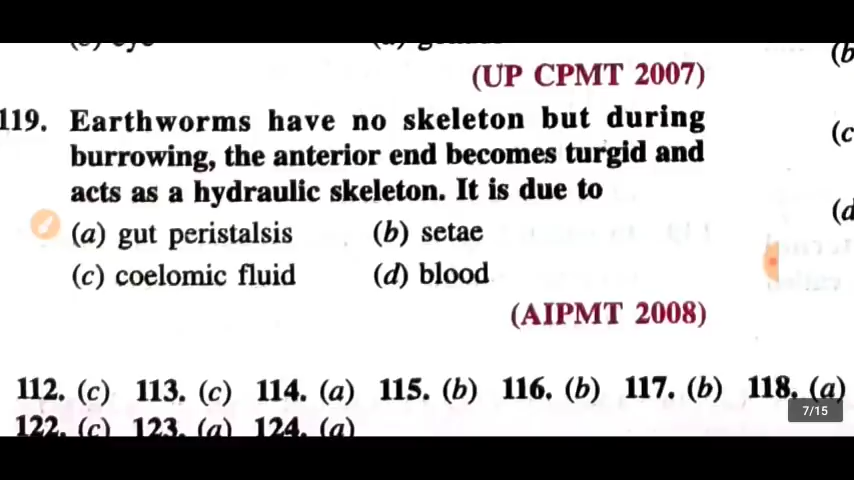 (UP CPMT 2007)
119. Earthworms have no skeleton but during
burrowing, the anterior end becomes turgid and
acts as a hydraulic skeleton. It is due to
(a) gut peristalsis (b) setae
(c) coelomic fluid (d) blood
(AIPMT 2008)
112. (c) 113. (c) 114. (a) 115. (b) 116. (b) 117. (b) 118. (a)
7/15
122. (c) 123. (a) 124. (a)
(b
(c
(d